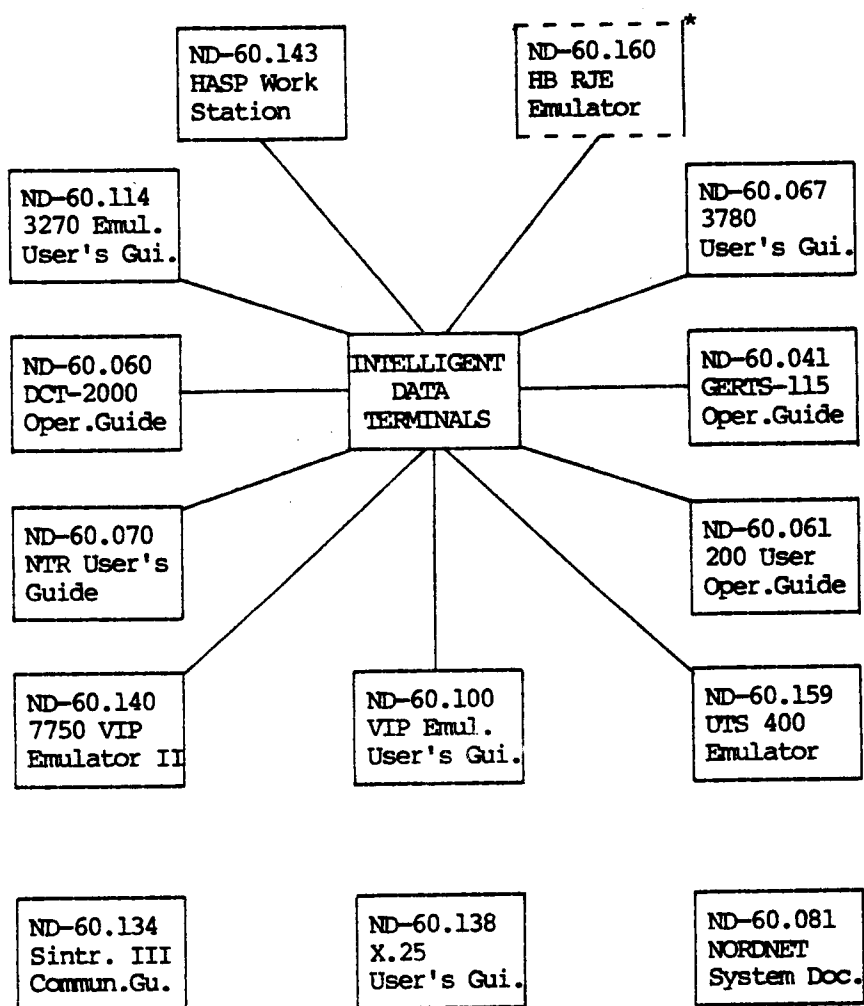 ND-60.143
HASP Work
Station
*
ND-60.160
HB RJE
Emulator
ND-60.114
3270 Emul.
User's Gui.
ND-60.067
3780
User's Gui.
ND-60.060
DCT-2000
Oper.Guide
INTELLIGENT
DATA
TERMINALS
ND-60.041
GERTS-115
Oper.Guide
ND-60.070
NTR User's
Guide
ND-60.061
200 User
Oper.Guide
ND-60.140
7750 VIP
Emulator II
ND-60.100
VIP Emul.
User's Gui.
ND-60.159
UTS 400
Emulator
ND-60.134
Sintr. III
Commun.Gu.
ND-60.138
X.25
User's Gui.
ND-60.081
NORDNET
System Doc.